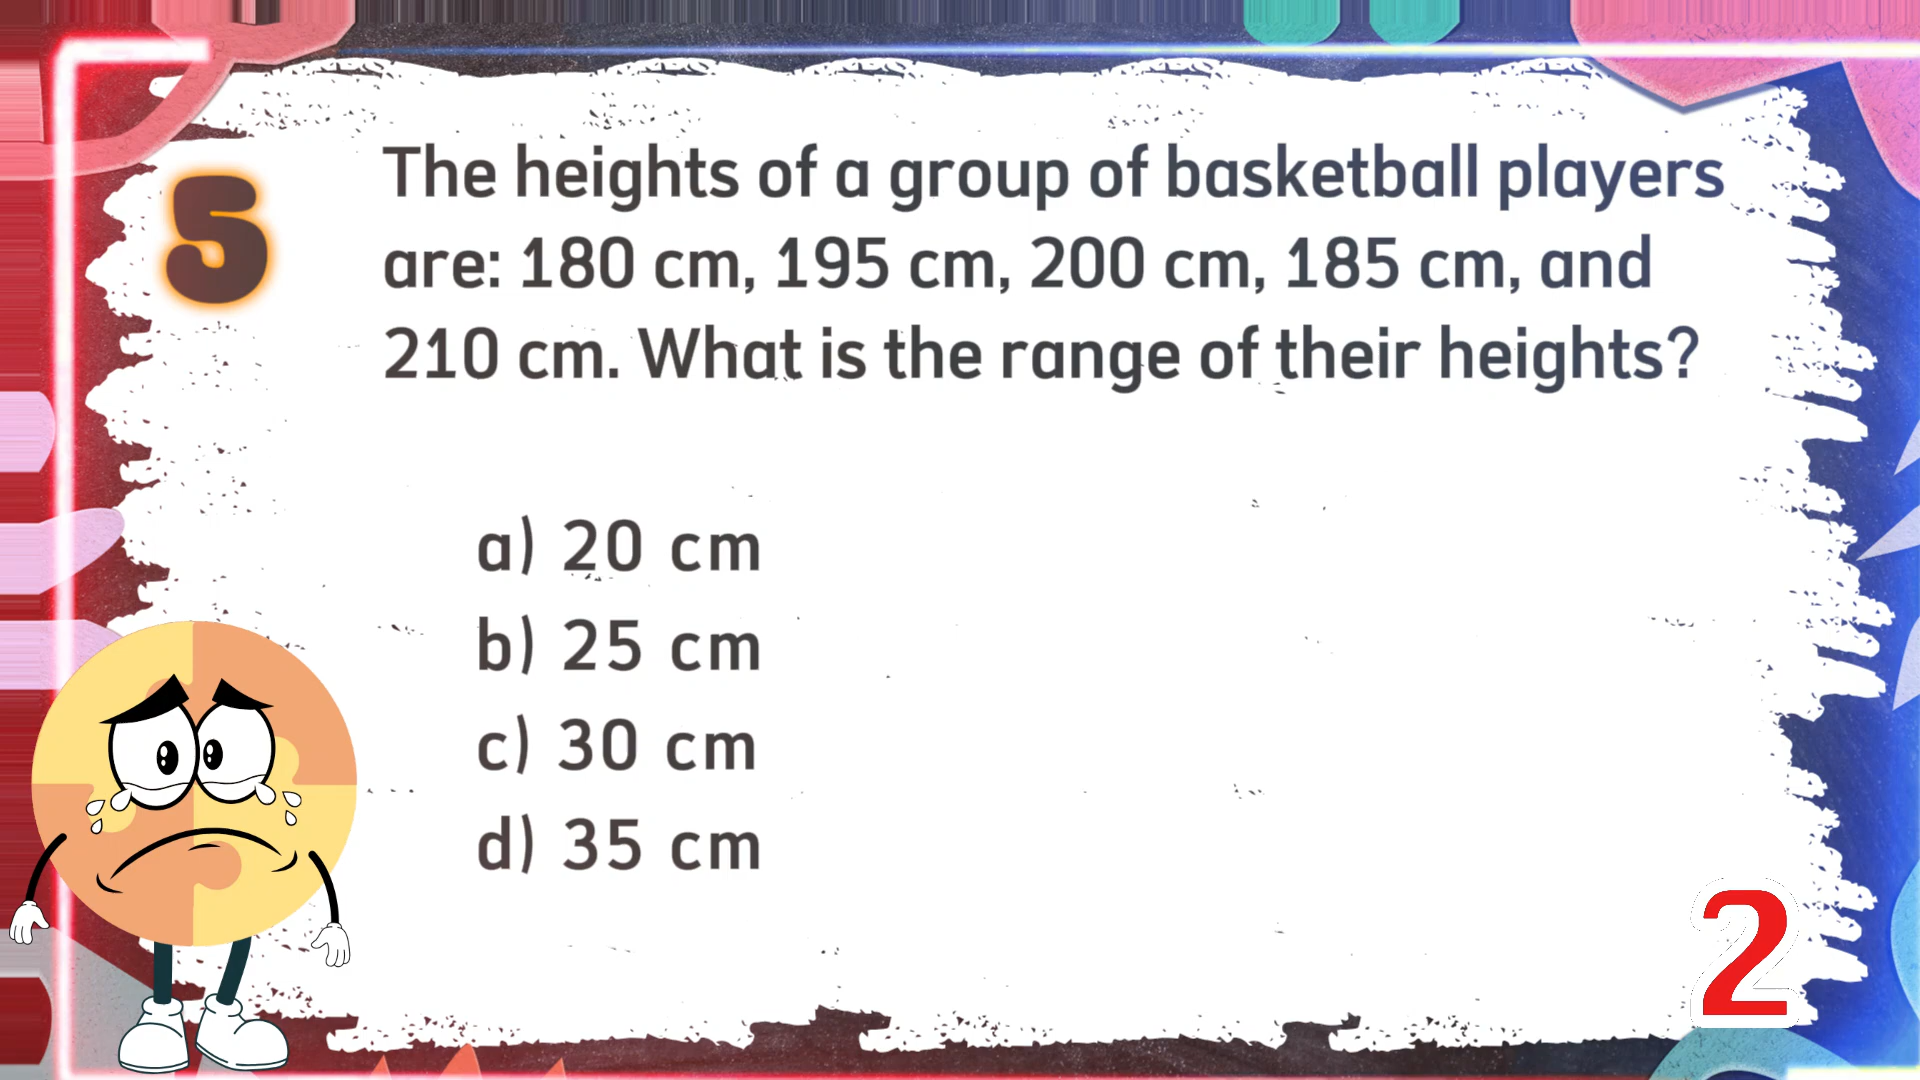 5
The heights of a group of basketball players
are: 180 cm, 195 cm, 200 cm, 185 cm, and
210 cm. What is the range of their heights?
a) 20 cm
b) 25 cm
c) 30 cm
d) 35 cm
2